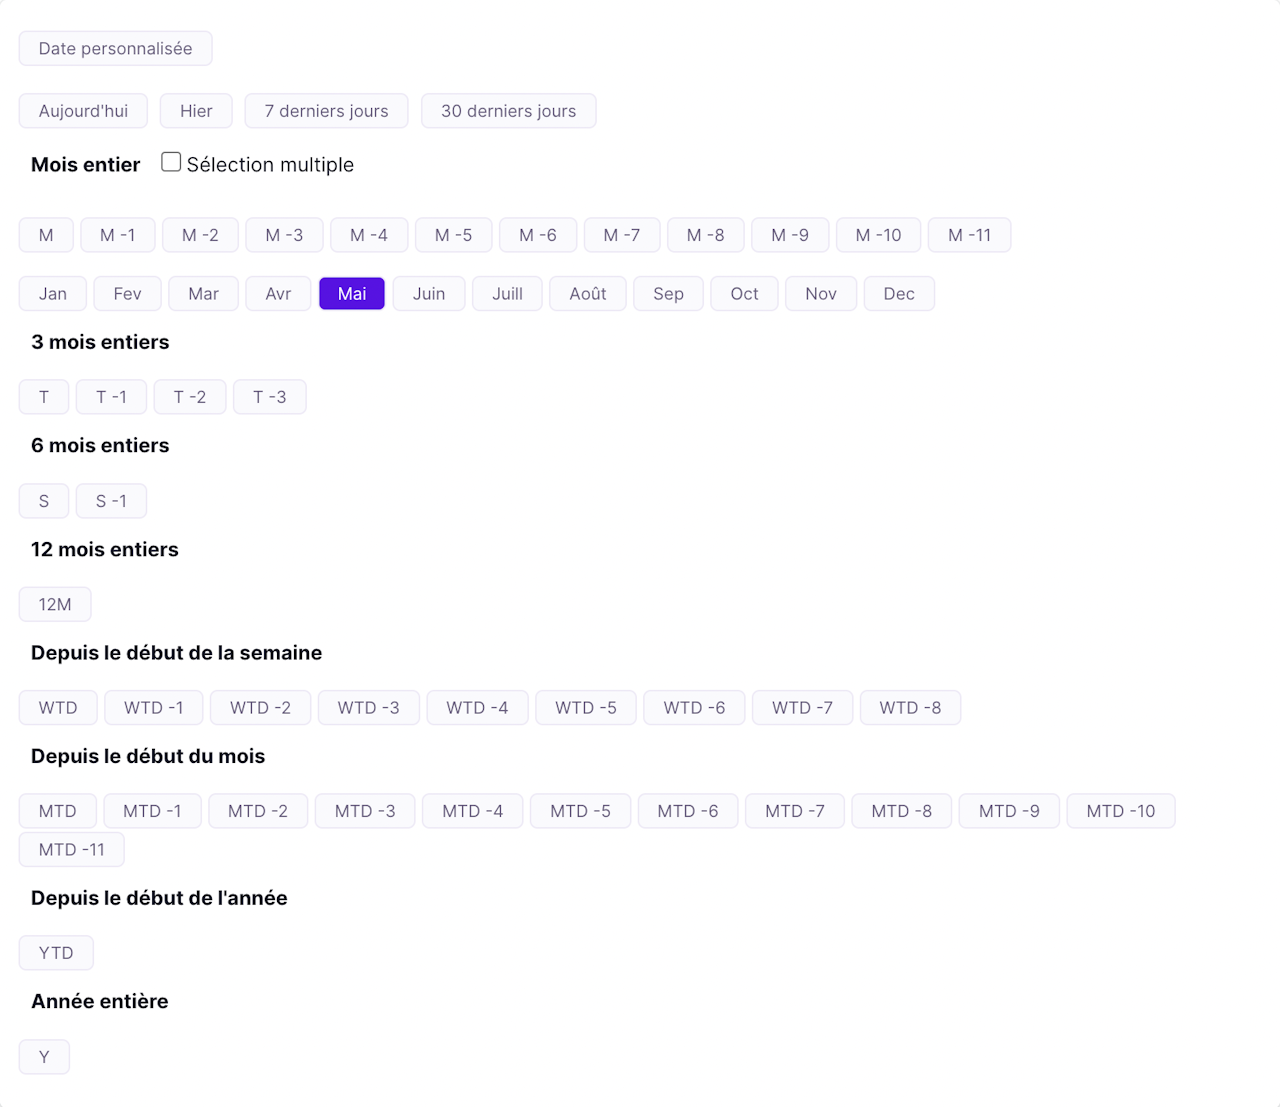 Date personnalisée
Aujourd'hui Hier 7 derniers jours 30 derniers jours
Mois entier Sélection multiple
M M -1 M -2 M -3 M -4 M -5 M -6 M -7 M -8 M -9 M -10 M -11
Jan Fev Mar Avr Mai Juin Juill Août Sep Oct Nov Dec
3 mois entiers
T T -1 T -2 T -3
6 mois entiers
S S -1
12 mois entiers
12M
Depuis le début de la semaine
WTD WTD -1 WTD -2 WTD -3 WTD -4 WTD -5 WTD -6 WTD -7 WTD -8
Depuis le début du mois
MTD MTD -1 MTD -2 MTD -3 MTD -4 MTD -5 MTD -6 MTD -7 MTD -8 MTD -9 MTD -10
MTD -11
Depuis le début de l'année
YTD
Année entière
Y